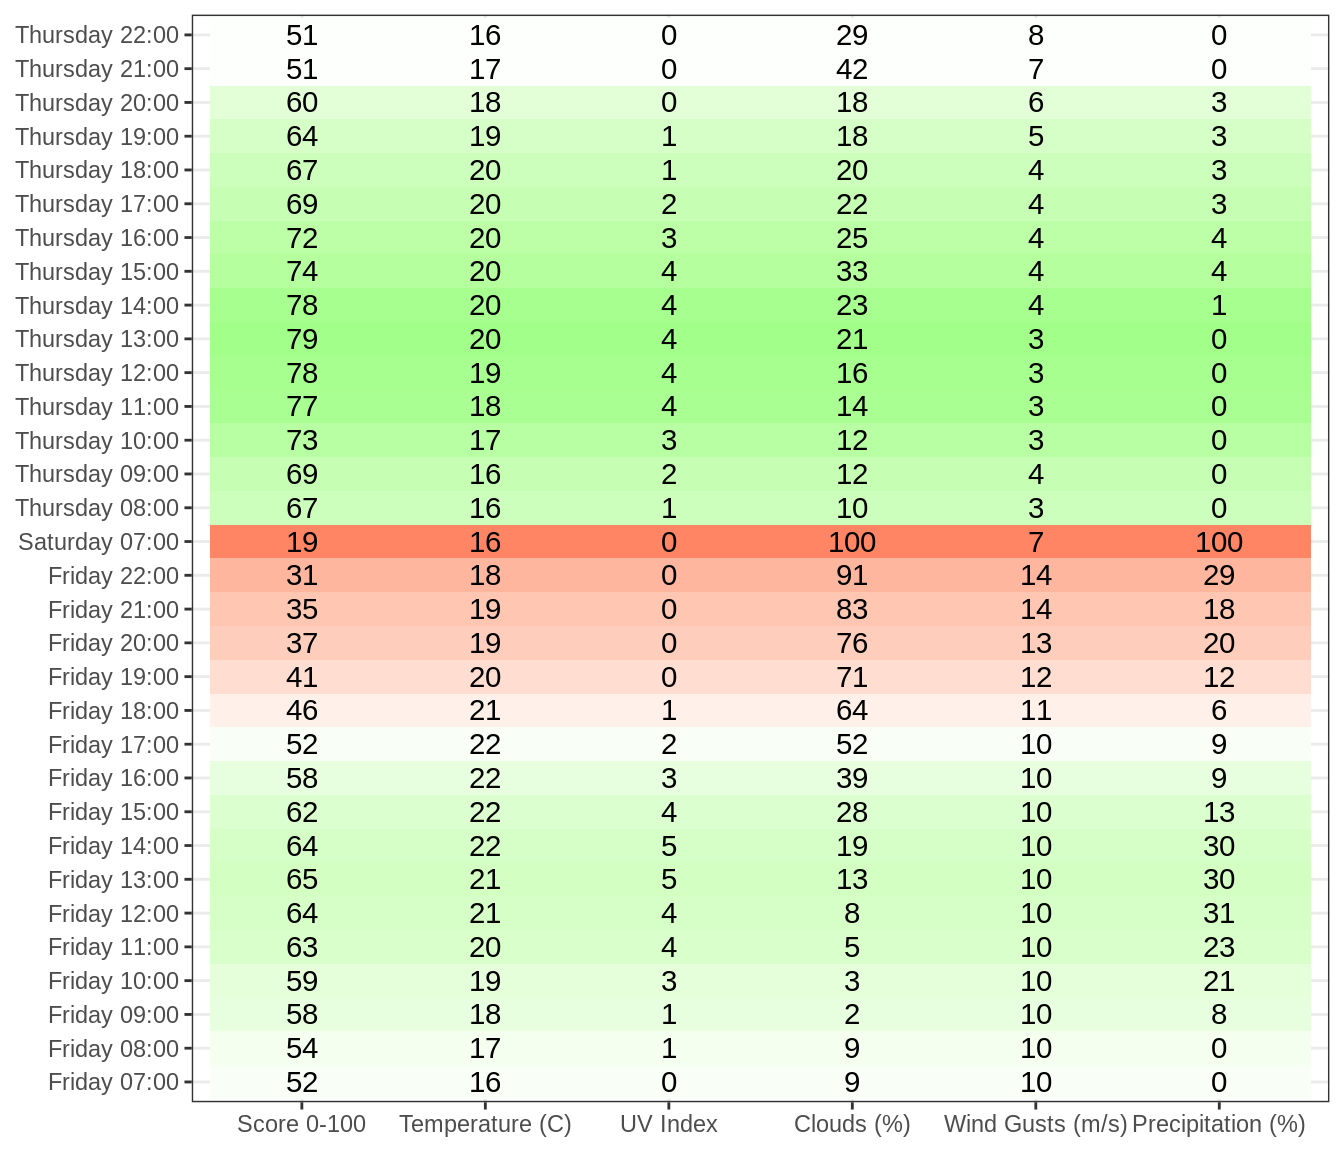 Thursday 22:00 51 16 0 29 8 0
Thursday 21:00 51 17 0 42 7 0
Thursday 20:00 60 18 0 18 6 3
Thursday 19:00 64 19 1 18 5 3
Thursday 18:00 67 20 1 20 4 3
Thursday 17:00 69 20 2 22 4 3
Thursday 16:00 72 20 3 25 4 4
Thursday 15:00 74 20 4 33 4 4
Thursday 14:00 78 20 4 23 4 1
Thursday 13:00 79 20 4 21 3 0
Thursday 12:00 78 19 4 16 3 0
Thursday 11:00 77 18 4 14 3 0
Thursday 10:00 73 17 3 12 3 0
Thursday 09:00 69 16 2 12 4 0
Thursday 08:00 67 16 1 10 3 0
Saturday 07:00 19 16 0 100 7 100
Friday 22:00 31 18 0 91 14 29
Friday 21:00 35 19 0 83 14 18
Friday 20:00 37 19 0 76 13 20
Friday 19:00 41 20 0 71 12 12
Friday 18:00 46 21 1 64 11 6
Friday 17:00 52 22 2 52 10 9
Friday 16:00 58 22 3 39 10 9
Friday 15:00 62 22 4 28 10 13
Friday 14:00 64 22 5 19 10 30
Friday 13:00 65 21 5 13 10 30
Friday 12:00 64 21 4 8 10 31
Friday 11:00 63 20 4 5 10 23
Friday 10:00 59 19 3 3 10 21
Friday 09:00 58 18 1 2 10 8
Friday 08:00 54 17 1 9 10 0
Friday 07:00 52 16 0 9 10 0
Score 0-100 Temperature (C) UV Index Clouds (%) Wind Gusts (m/s) Precipitation (%)